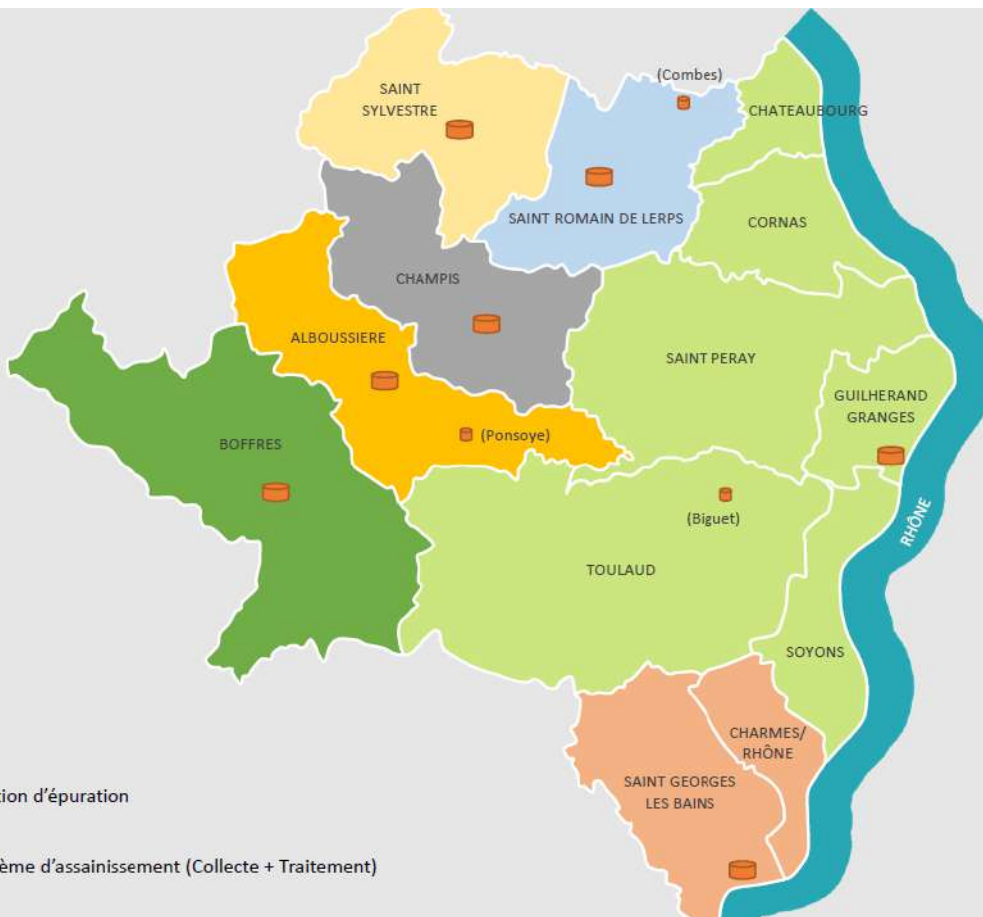 (Combes)
SAINT
SYLVESTRE
CHATEAUBOURG
SAINT ROMAIN DE LERPS
CORNAS
CHAMPIS
ALBOUSSIERE
SAINT PERAY
GUILHERAND
GRANGES
(Ponsoye)
BOFFRES
(Biguet)
RHÔNE
TOULAUD
SOYONS
CHARMES/
RHÔNE
SAINT GEORGES
LES BAINS
tion d'épuration
ème d'assainissement (Collecte + Traitement)